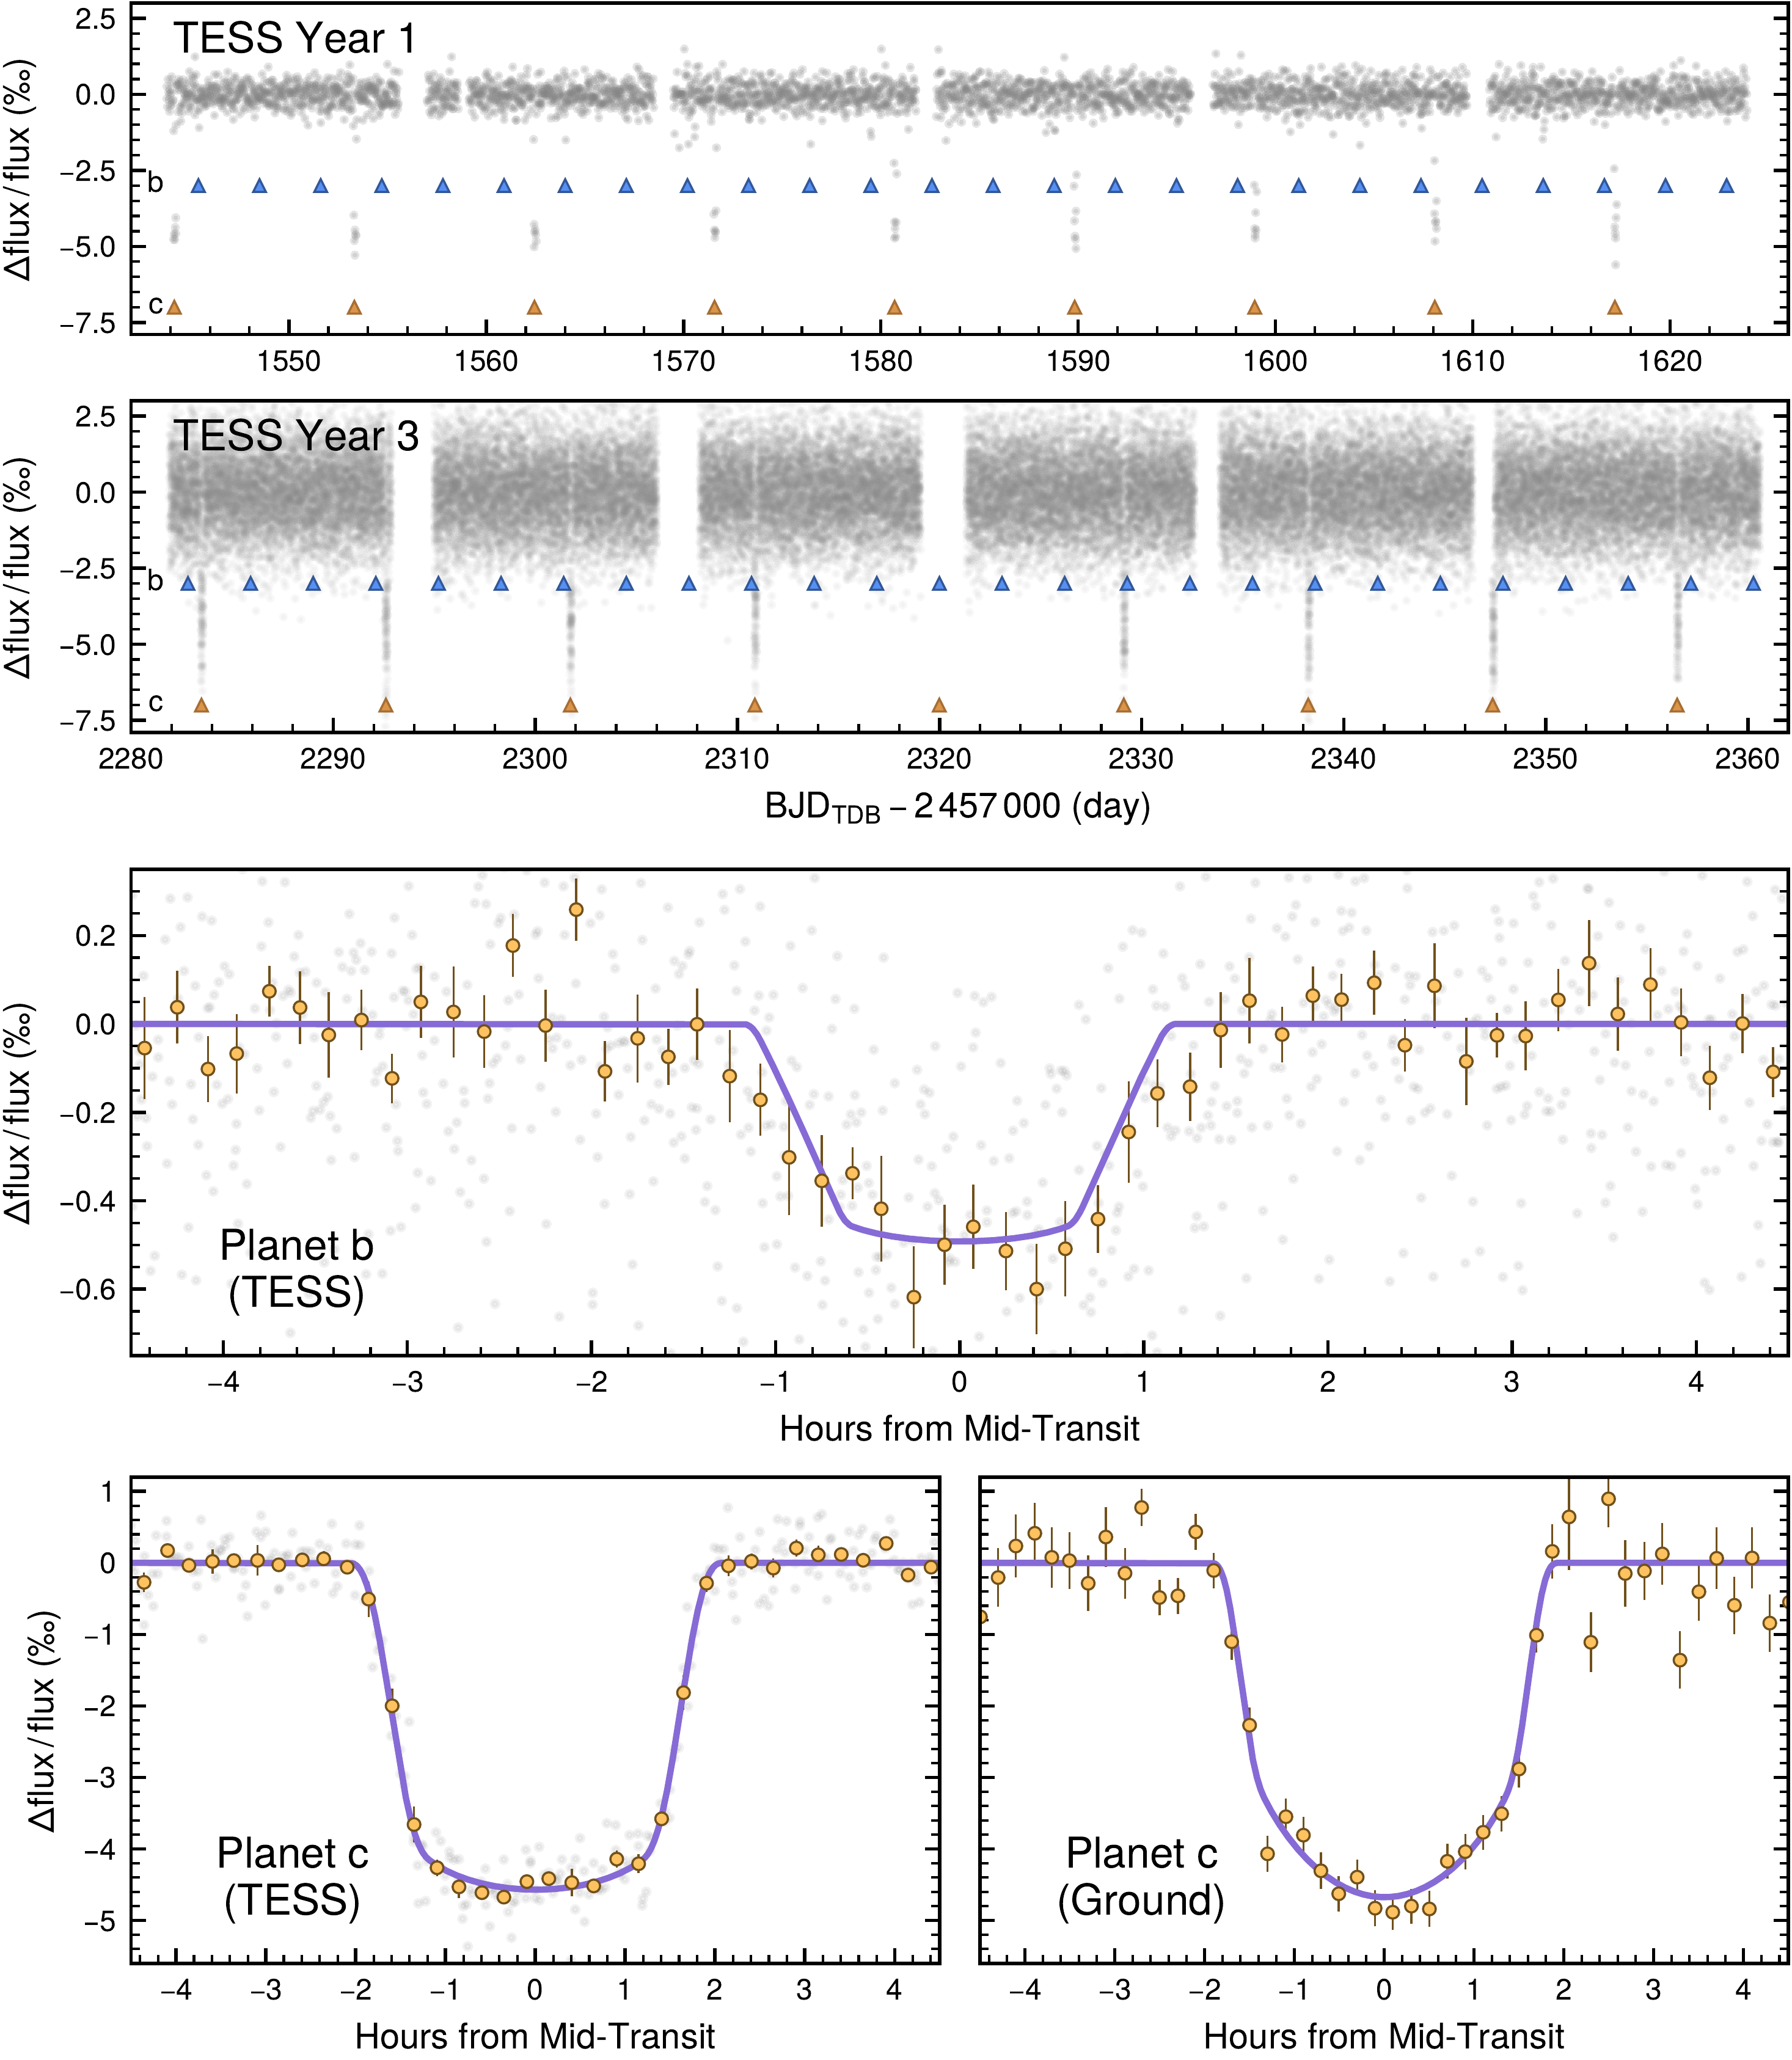 TESS Year 1
2.5
0.0
−2.5
−5.0
−7.5
Δflux / flux (‰)
b
c
1550 1560 1570 1580 1590 1600 1610 1620
TESS Year 3
2.5
0.0
−2.5
−5.0
−7.5
Δflux / flux (‰)
b
c
2280 2290 2300 2310 2320 2330 2340 2350 2360
BJD_TDB − 2 457 000 (day)
0.2
0.0
−0.2
−0.4
−0.6
Δflux / flux (‰)
Planet b
(TESS)
−4 −3 −2 −1 0 1 2 3 4
Hours from Mid-Transit
1
0
−1
−2
−3
−4
−5
Δflux / flux (‰)
Planet c
(TESS)
−4 −3 −2 −1 0 1 2 3 4
Hours from Mid-Transit
Planet c
(Ground)
−4 −3 −2 −1 0 1 2 3 4
Hours from Mid-Transit